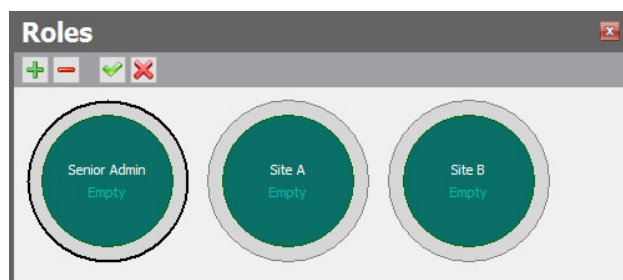 Roles
Senior Admin
Empty
Site A
Empty
Site B
Empty